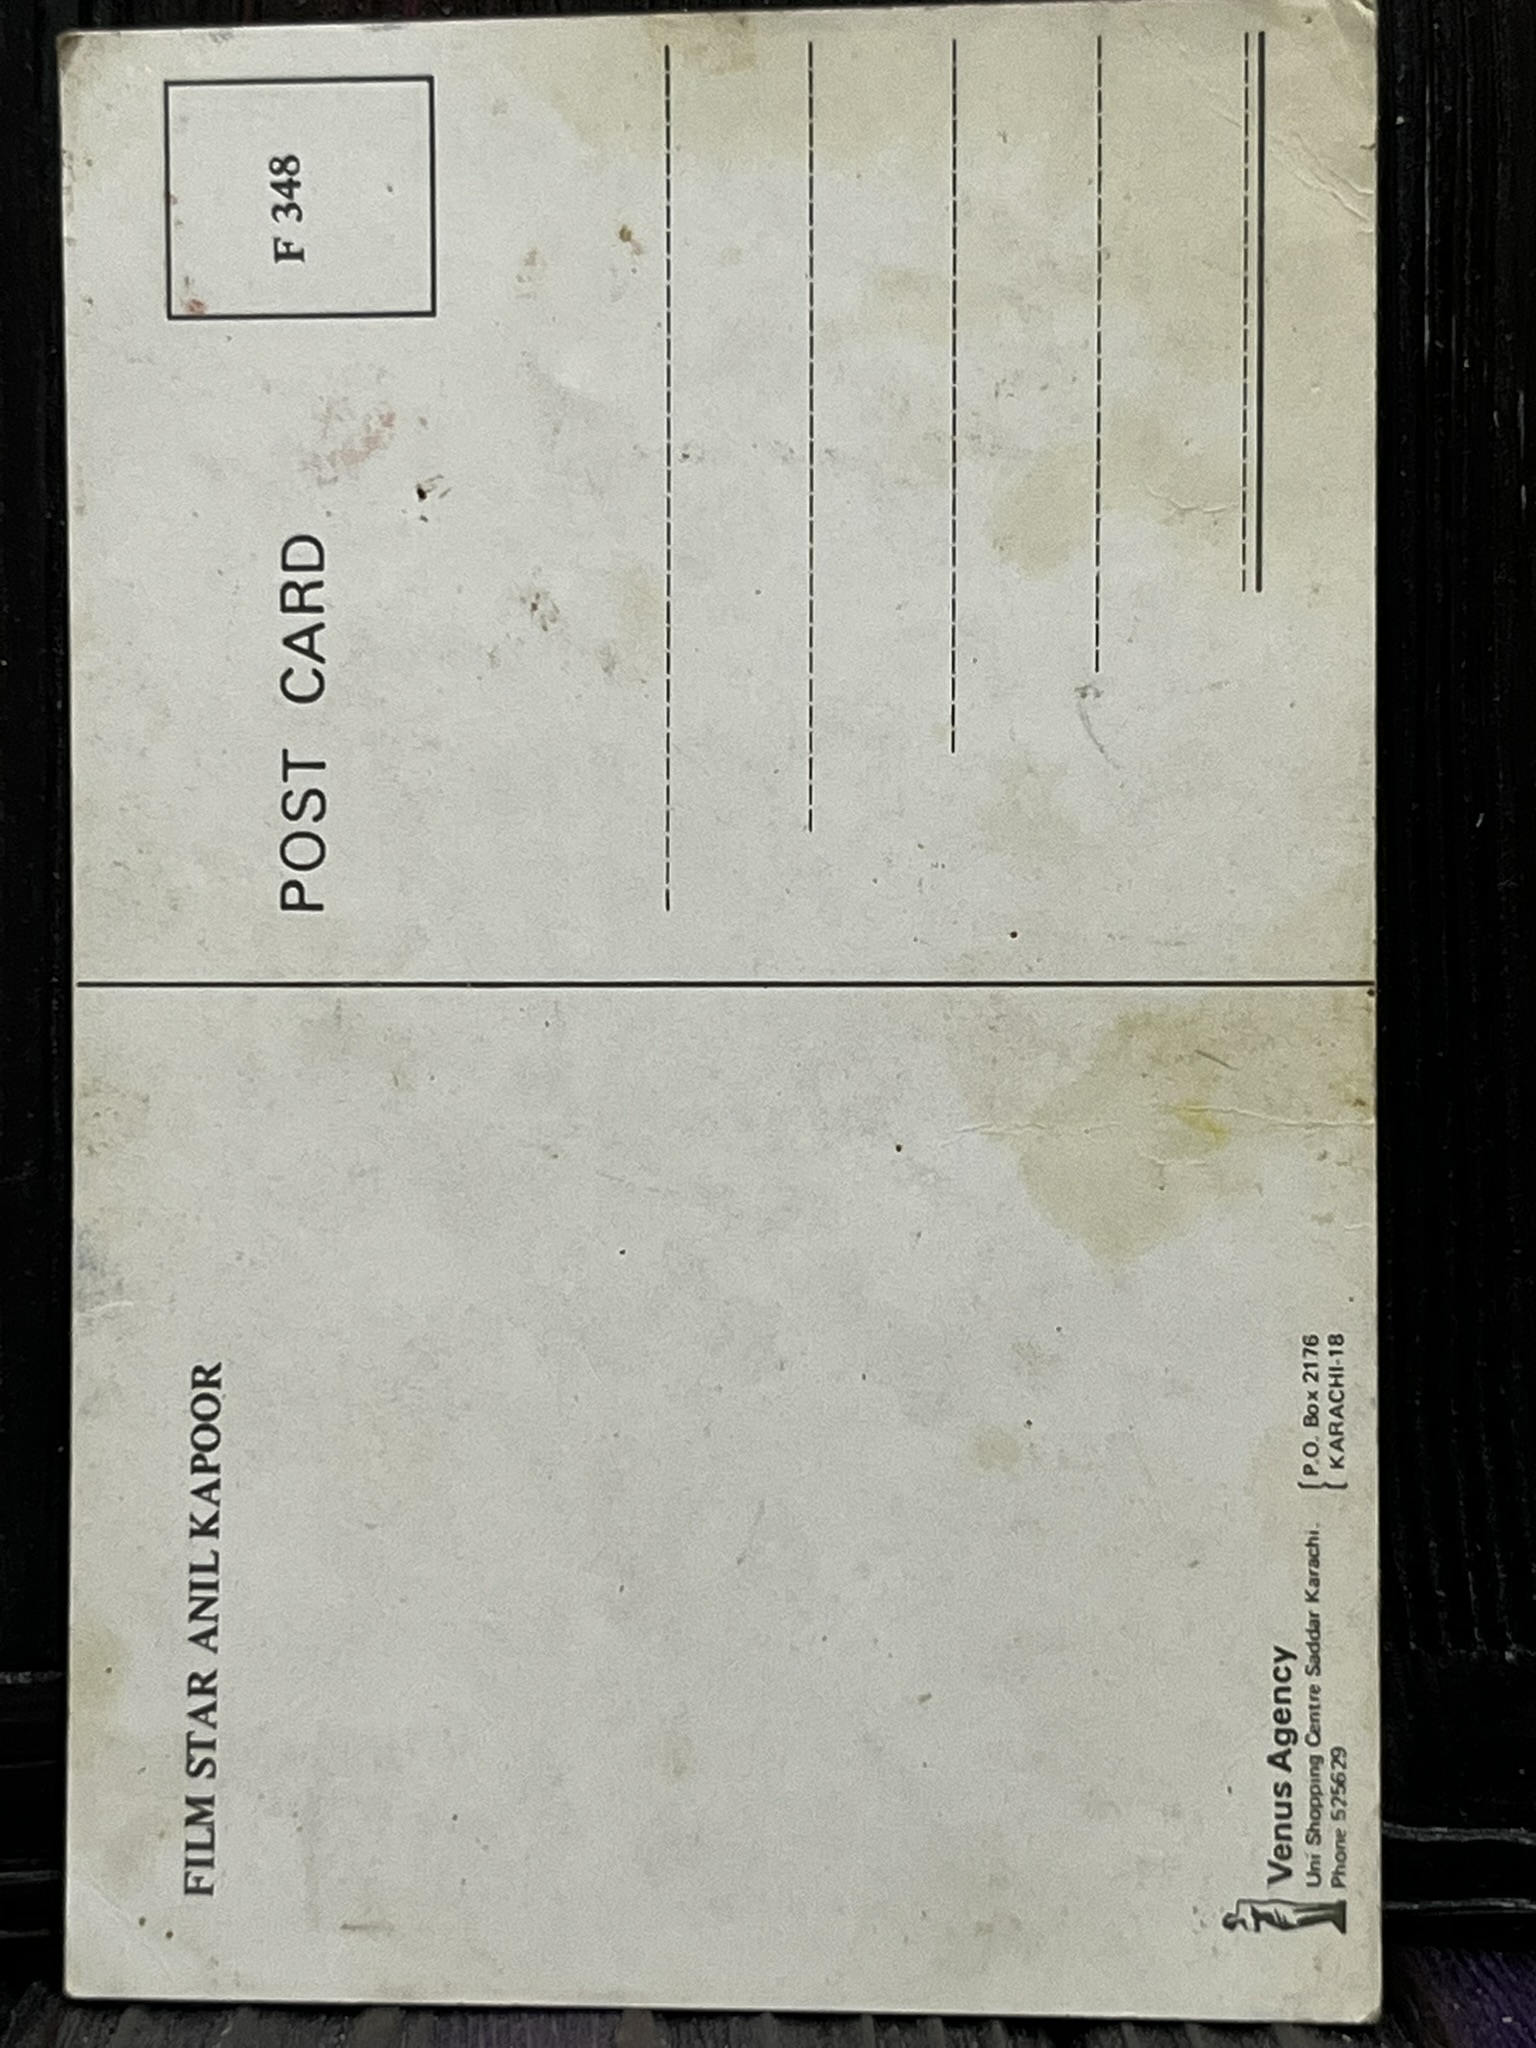 FILM STAR ANIL KAPOOR
Venus Agency
Uni Shopping Centre Saddar Karachi.
Phone 525629
P.O. Box 2176
KARACHI-18
POST CARD
F 348